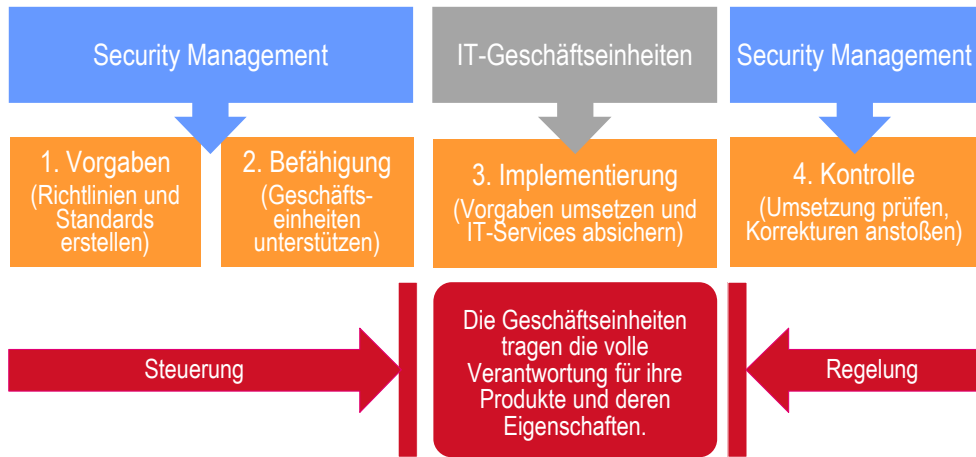 Security Management
IT-Geschäftseinheiten
Security Management
1. Vorgaben
(Richtlinien und
Standards
erstellen)
2. Befähigung
(Geschäfts-
einheiten
unterstützen)
3. Implementierung
(Vorgaben umsetzen und
IT-Services absichern)
4. Kontrolle
(Umsetzung prüfen,
Korrekturen anstoßen)
Steuerung
Die Geschäftseinheiten
tragen die volle
Verantwortung für ihre
Produkte und deren
Eigenschaften.
Regelung